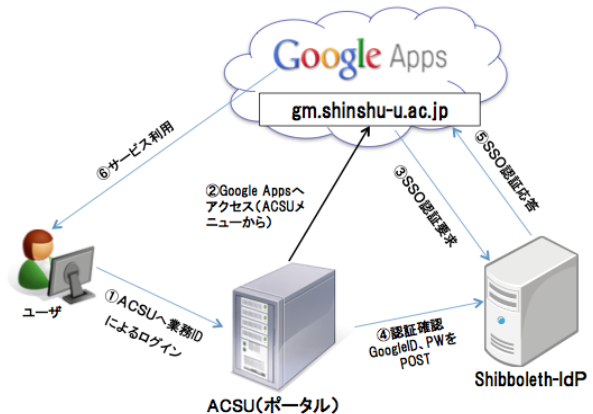 Google Apps
gm.shinshu-u.ac.jp
⑥サービス利用
②Google Appsへ
アクセス(ACSUメ
ニューから)
③SSO認証要求
⑤SSO認証応答
ユーザ
①ACSUへ業務ID
によるログイン
④認証確認
GoogleID、PWを
POST
Shibboleth-IdP
ACSU(ポータル)